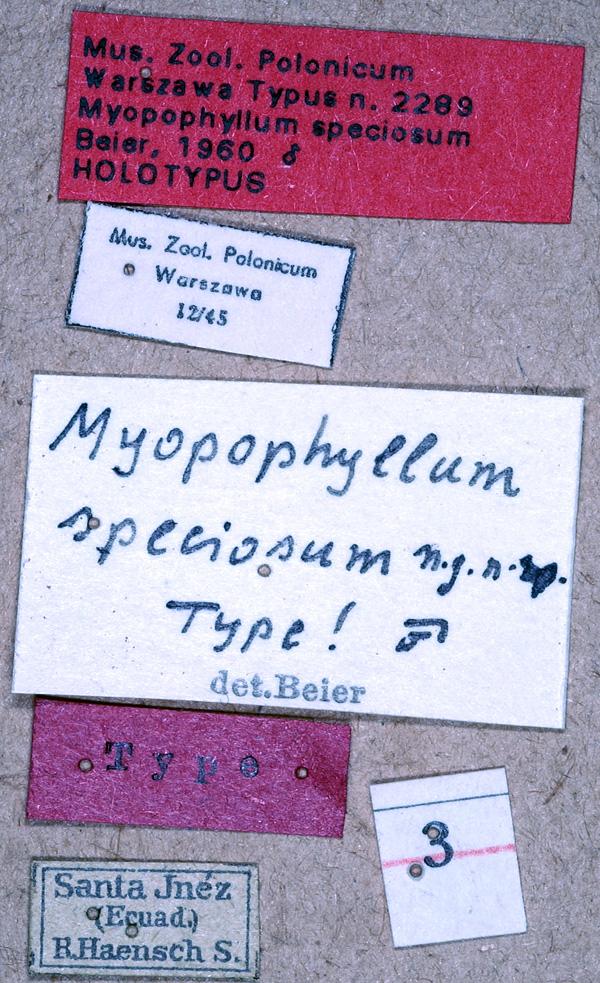 Mus. Zool. Polonicum
Warszawa Typus n. 2289
Myopophyllum speciosum
Beier, 1960 ♂
HOLOTYPUS
Mus. Zool. Polonicum
Warszawa
12/45
Myopophyllum
speciosum n.g.n.sp.
Type! ♂
det.Beier
Type
3
Santa Jnéz
(Ecuad.)
R.Haensch S.